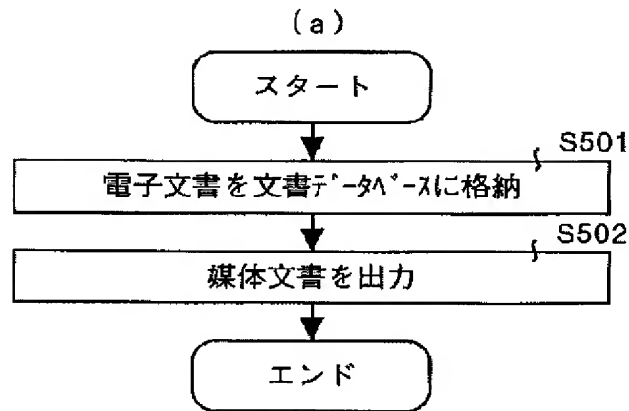 (a)
スタート
S501
電子文書を文書ﾃﾞｰﾀﾍﾞｰｽに格納
S502
媒体文書を出力
エンド